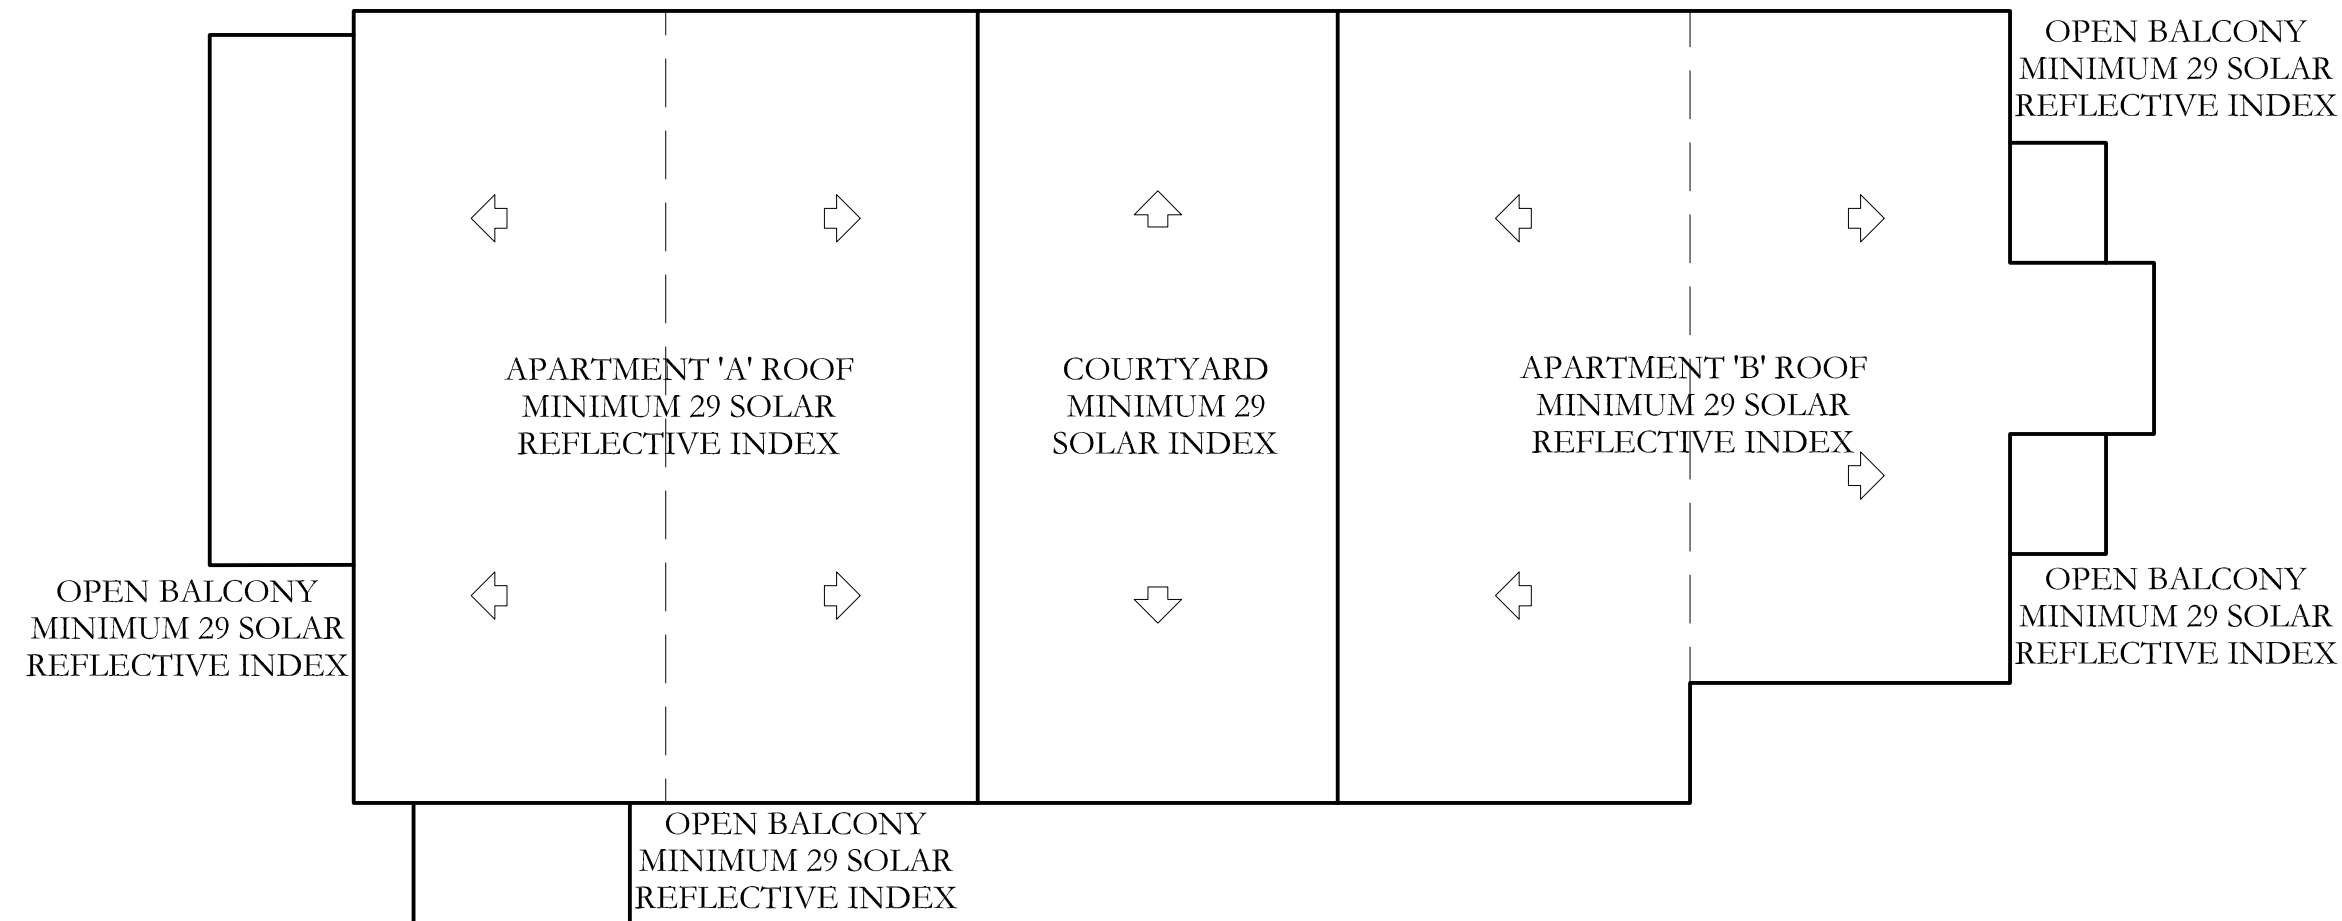 OPEN BALCONY
MINIMUM 29 SOLAR
REFLECTIVE INDEX
APARTMENT 'A' ROOF
MINIMUM 29 SOLAR
REFLECTIVE INDEX
COURTYARD
MINIMUM 29
SOLAR INDEX
APARTMENT 'B' ROOF
MINIMUM 29 SOLAR
REFLECTIVE INDEX
OPEN BALCONY
MINIMUM 29 SOLAR
REFLECTIVE INDEX
OPEN BALCONY
MINIMUM 29 SOLAR
REFLECTIVE INDEX
OPEN BALCONY
MINIMUM 29 SOLAR
REFLECTIVE INDEX